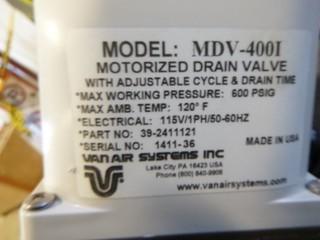 MODEL: MDV-400I
MOTORIZED DRAIN VALVE
WITH ADJUSTABLE CYCLE & DRAIN TIME
*MAX WORKING PRESSURE: 600 PSIG
*MAX AMB. TEMP: 120° F
*ELECTRICAL: 115V/1PH/50-60HZ
*PART NO: 39-2411121
*SERIAL NO: 1411-36
MADE IN USA
VAN AIR SYSTEMS INC
Lake City PA 16423 USA
Phone (800) 840-9906
www.vanairsystems.com